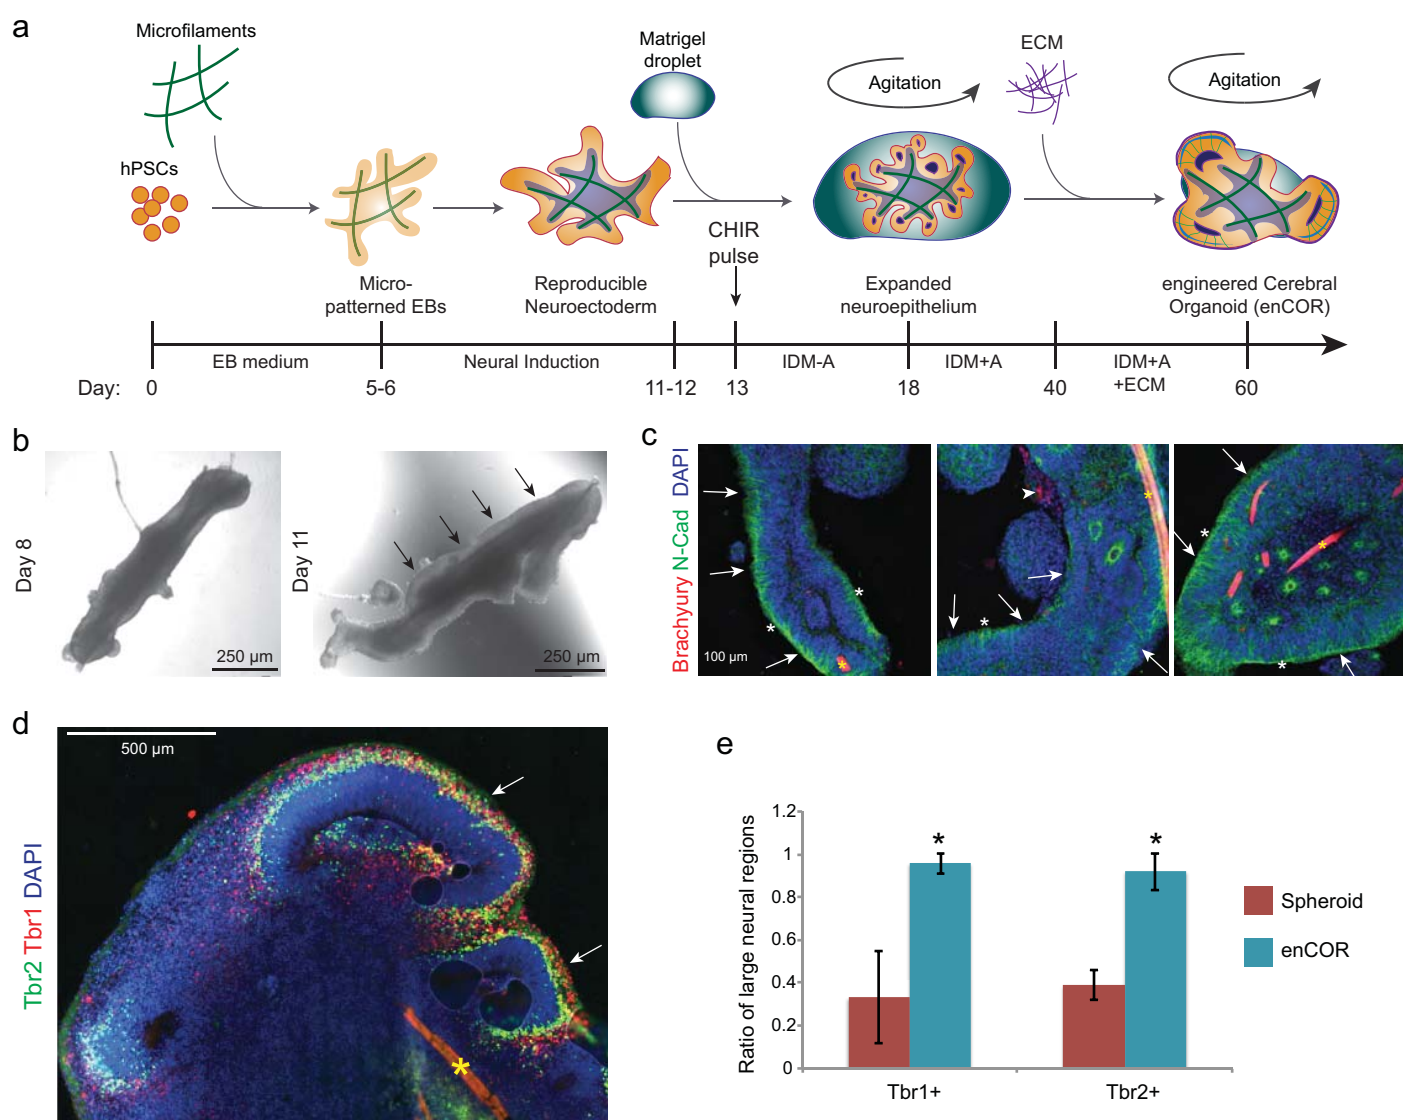 a
Microfilaments
hPSCs
Matrigel
droplet
Agitation
ECM
Agitation
CHIR
pulse
Micro-
patterned EBs
Reproducible
Neuroectoderm
Expanded
neuroepithelium
engineered Cerebral
Organoid (enCOR)
EB medium
Neural Induction
IDM-A
IDM+A
IDM+A
+ECM
Day: 0 5-6 11-12 13 18 40 60
b
Day 8
250 µm
Day 11
250 µm
c
Brachyury N-Cad DAPI
100 µm
*
*
*
*
*
*
*
*
d
Tbr2 Tbr1 DAPI
500 µm
*
e
Ratio of large neural regions
1.2
1
0.8
0.6
0.4
0.2
0
*
*
Tbr1+
Tbr2+
Spheroid
enCOR